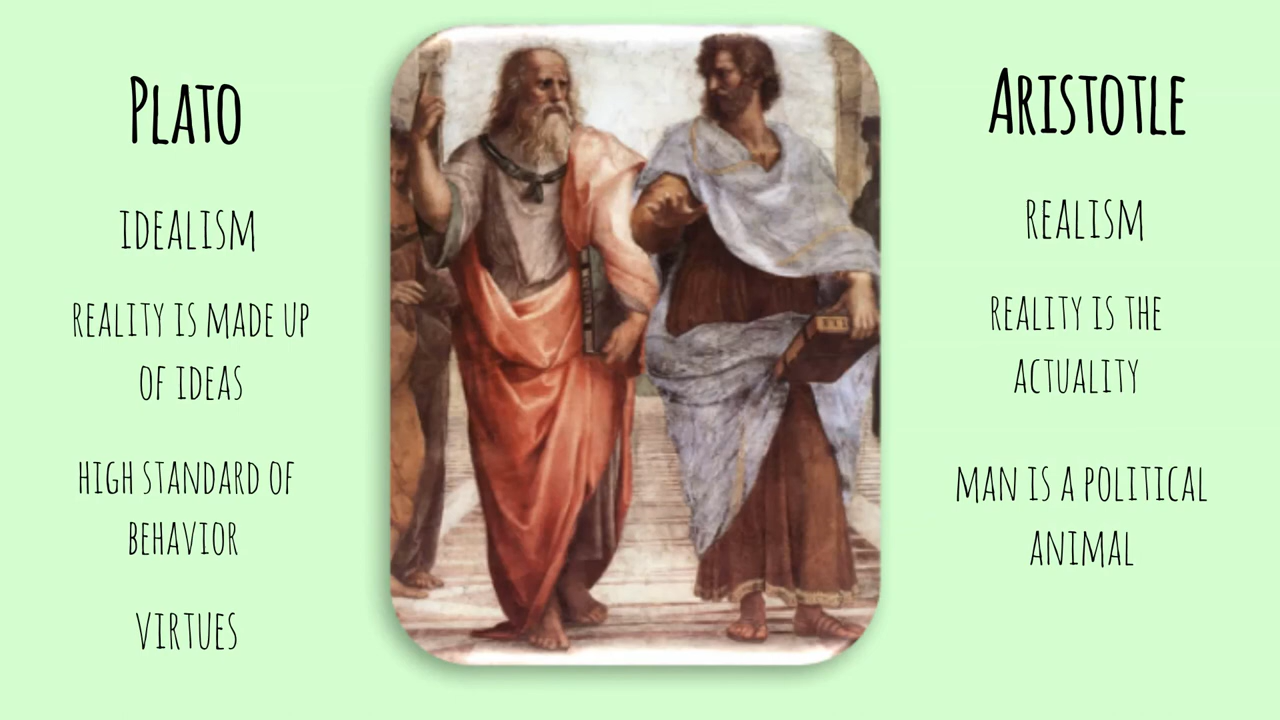 PLATO
IDEALISM
REALITY IS MADE UP
OF IDEAS
HIGH STANDARD OF
BEHAVIOR
VIRTUES
ARISTOTLE
REALISM
REALITY IS THE
ACTUALITY
MAN IS A POLITICAL
ANIMAL